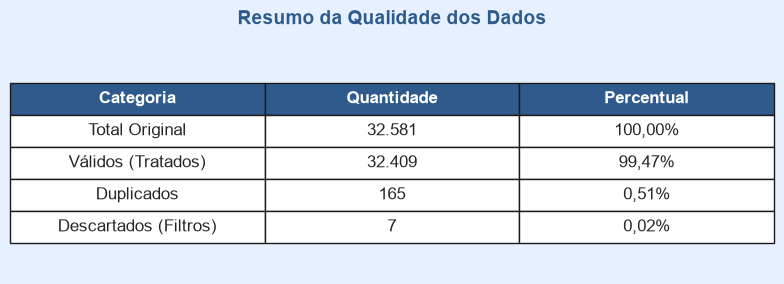 Resumo da Qualidade dos Dados
Categoria Quantidade Percentual
Total Original 32.581 100,00%
Válidos (Tratados) 32.409 99,47%
Duplicados 165 0,51%
Descartados (Filtros) 7 0,02%